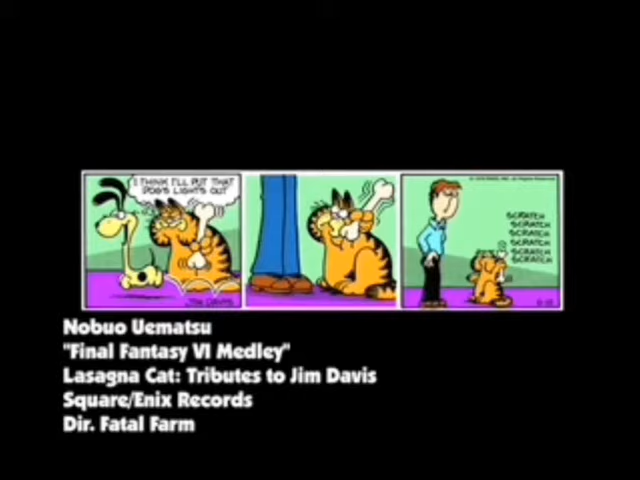 I THINK I'LL PUT THAT
DOG'S LIGHTS OUT
JIM DAVIS
SCRATCH
SCRATCH
SCRATCH
SCRATCH
SCRATCH
SCRATCH
Nobuo Uematsu
"Final Fantasy VI Medley"
Lasagna Cat: Tributes to Jim Davis
Square/Enix Records
Dir. Fatal Farm